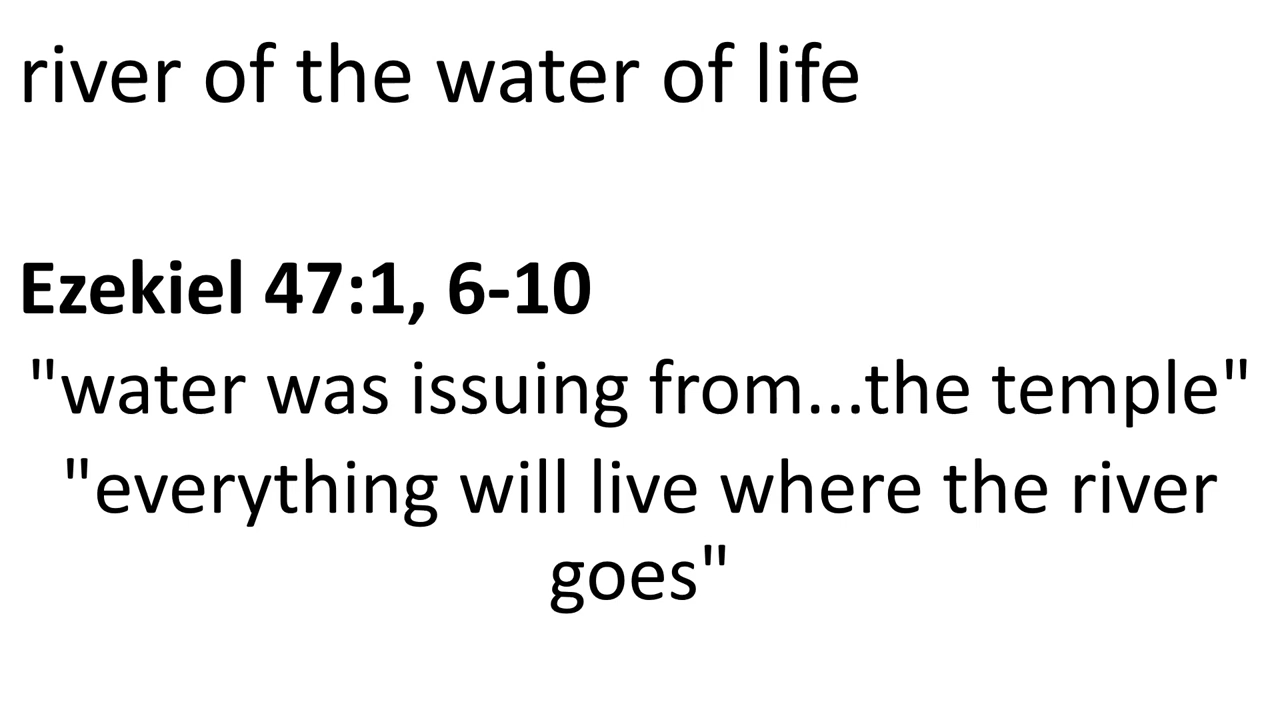 river of the water of life
Ezekiel 47:1, 6-10
"water was issuing from...the temple"
"everything will live where the river
goes"